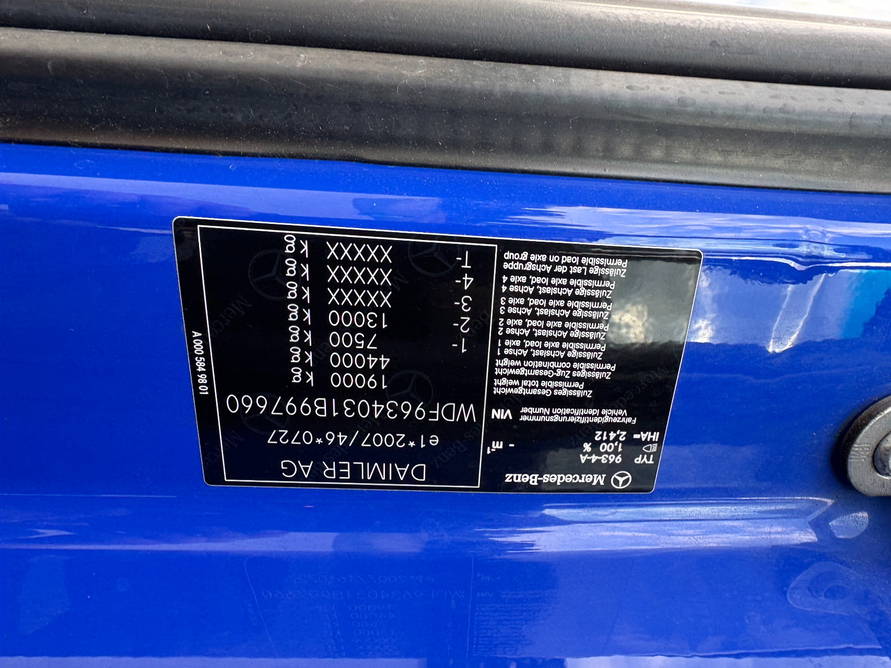 Mercedes-Benz
TYP 963-4-A
1,00 % - m-1
IHA= 2,412
Fahrzeugidentifizierungsnummer
Vehicle Identification Number VIN
Zulässiges Gesamtgewicht
Permissible total weight
Zulässiges Zug-Gesamtgewicht
Permissible combination weight
Zulässige Achslast, Achse 1
Permissible axle load, axle 1
Zulässige Achslast, Achse 2
Permissible axle load, axle 2
Zulässige Achslast, Achse 3
Permissible axle load, axle 3
Zulässige Achslast, Achse 4
Permissible axle load, axle 4
Zulässige Last der Achsgruppe
Permissible load on axle group
DAIMLER AG
e1*2007/46*0727
WDF9634031B997660
19000 kg
44000 kg
1- 7500 kg
2- 13000 kg
3- XXXXX kg
4- XXXXX kg
T- XXXXX kg
A 000 584 98 01